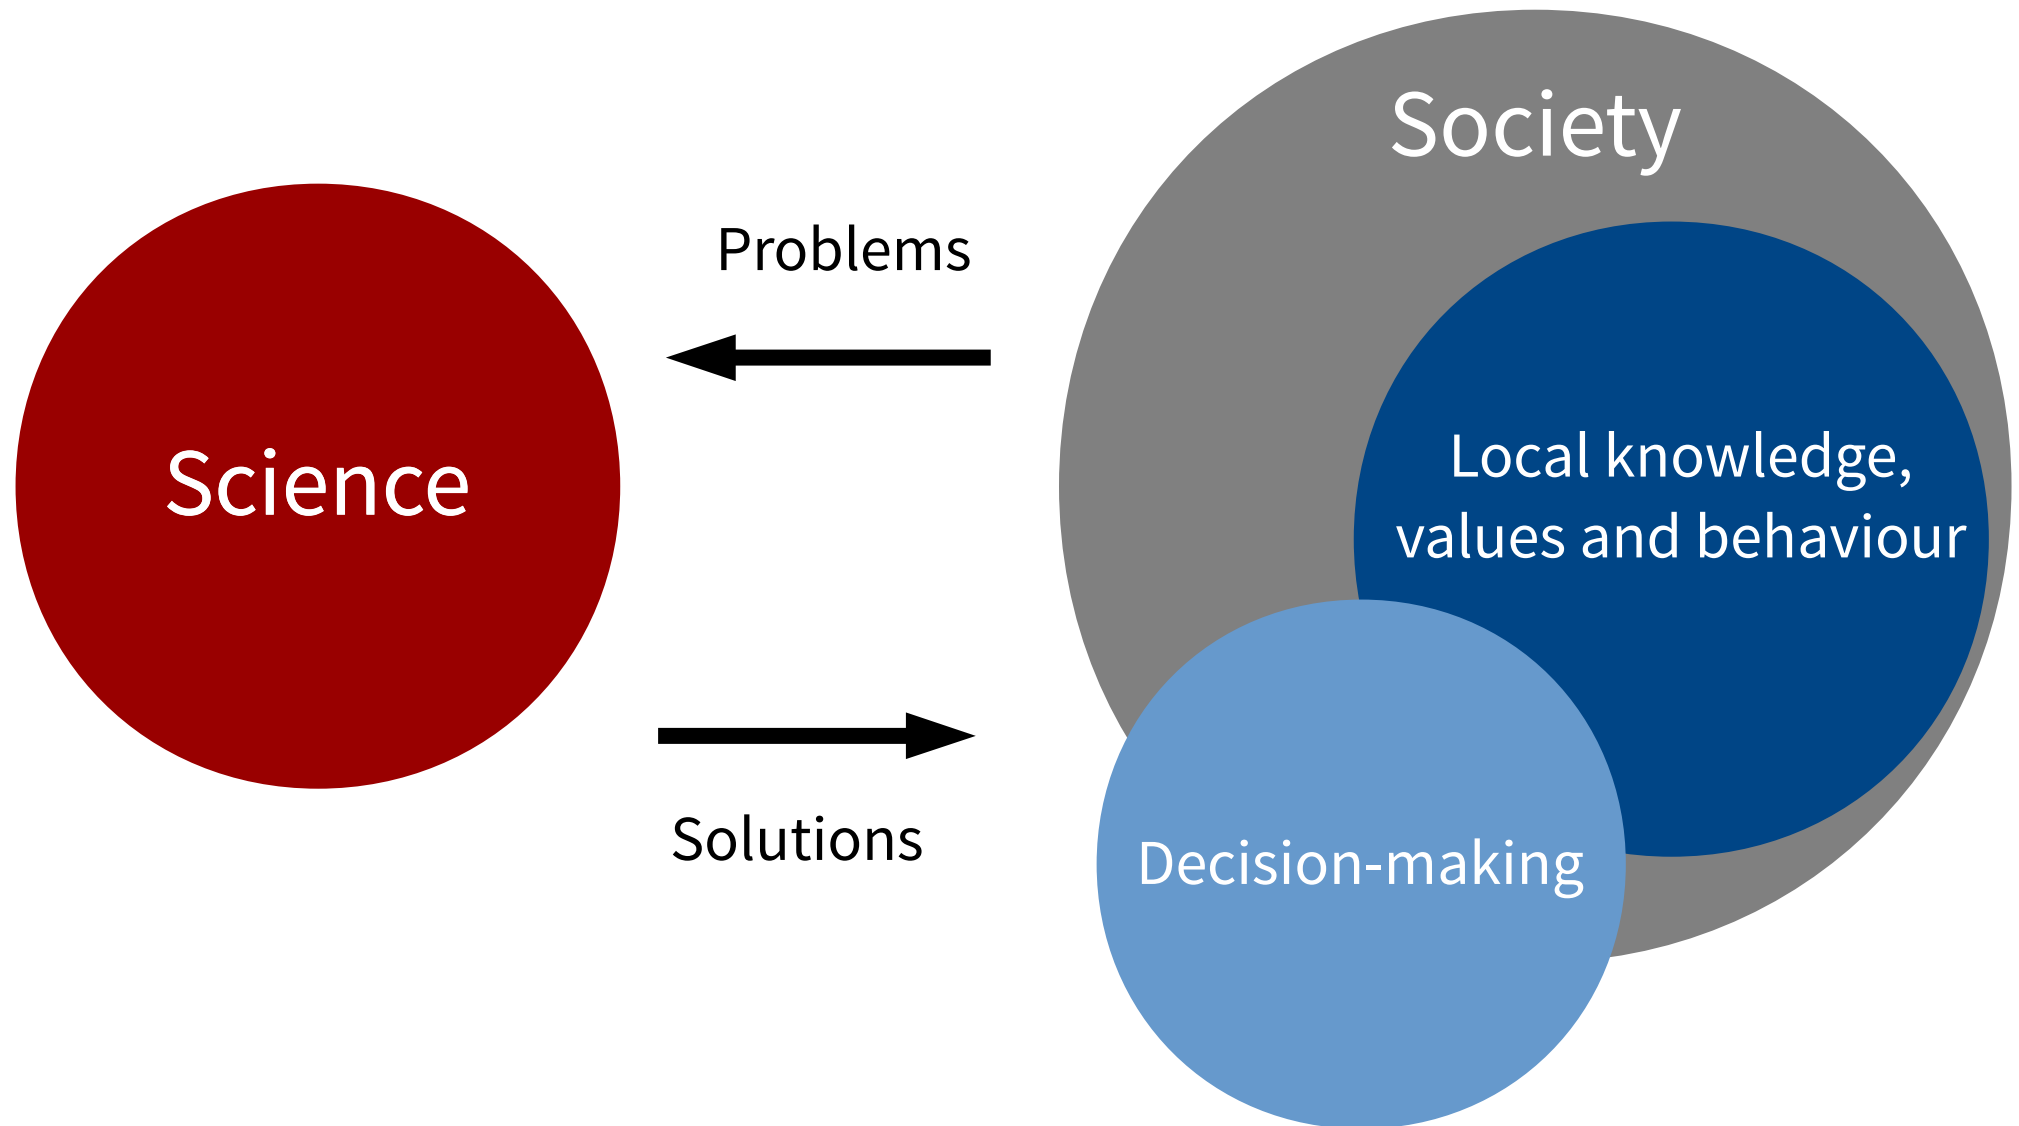 Society
Problems
Science
Local knowledge,
values and behaviour
Solutions
Decision-making